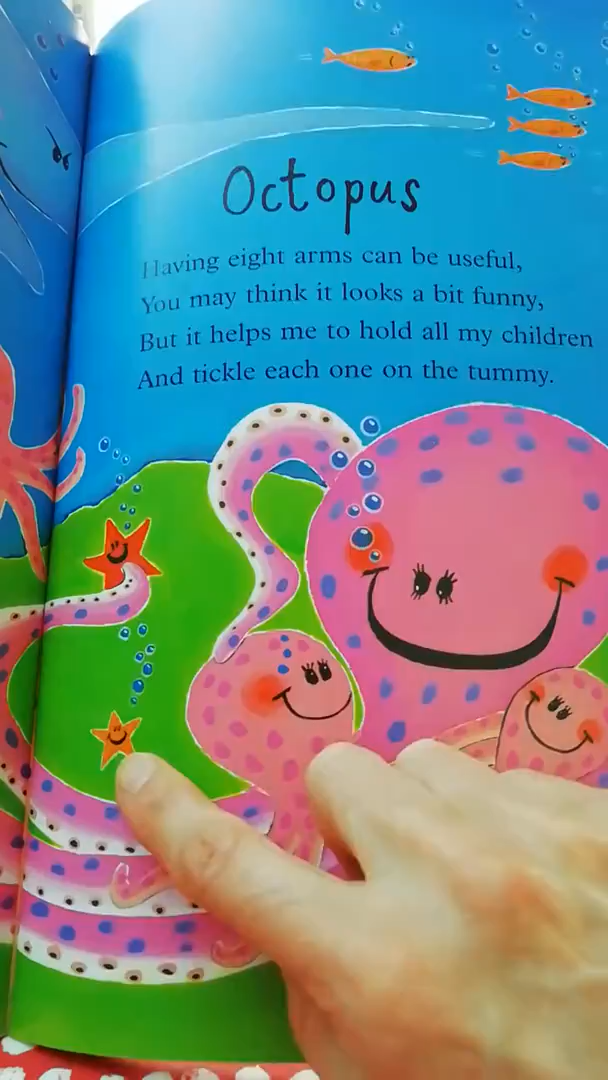 Octopus
Having eight arms can be useful,
You may think it looks a bit funny,
But it helps me to hold all my children
And tickle each one on the tummy.